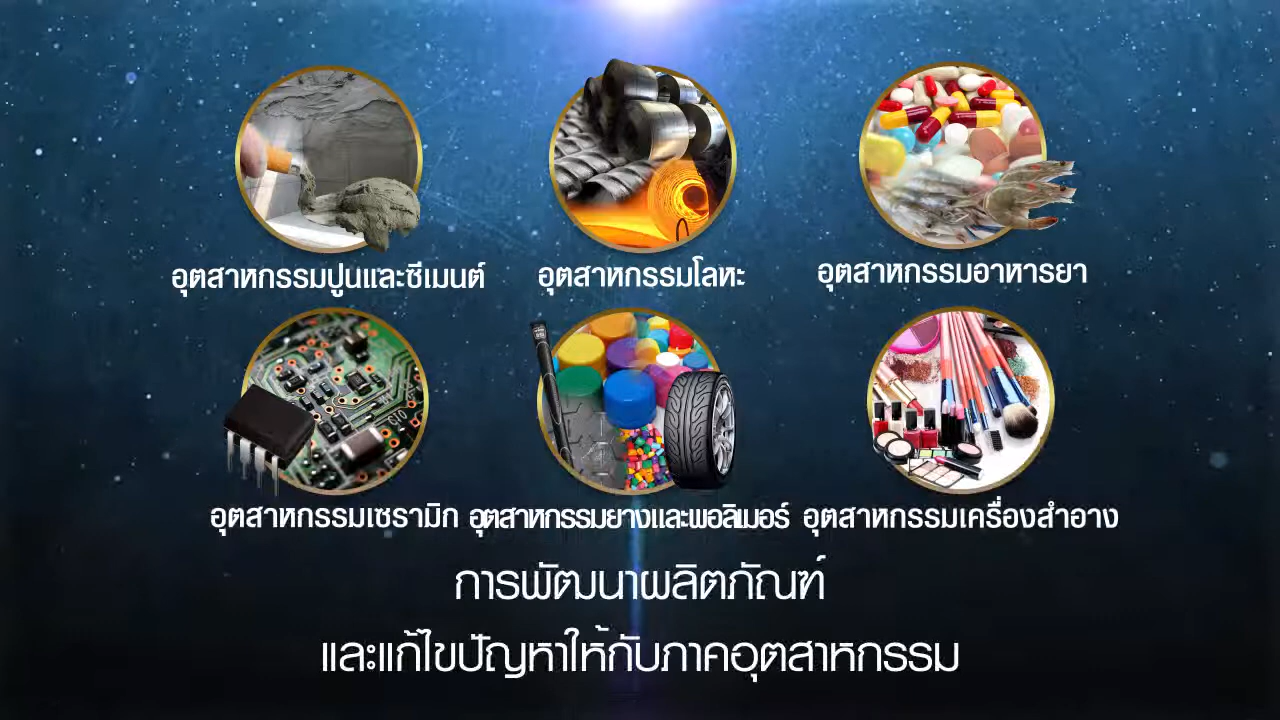 อุตสาหกรรมปูนและซีเมนต์ อุตสาหกรรมโลหะ อุตสาหกรรมอาหารยา
อุตสาหกรรมเซรามิก อุตสาหกรรมยางและพอลิเมอร์ อุตสาหกรรมเครื่องสำอาง
การพัฒนาผลิตภัณฑ์
และแก้ไขปัญหาให้กับภาคอุตสาหกรรม